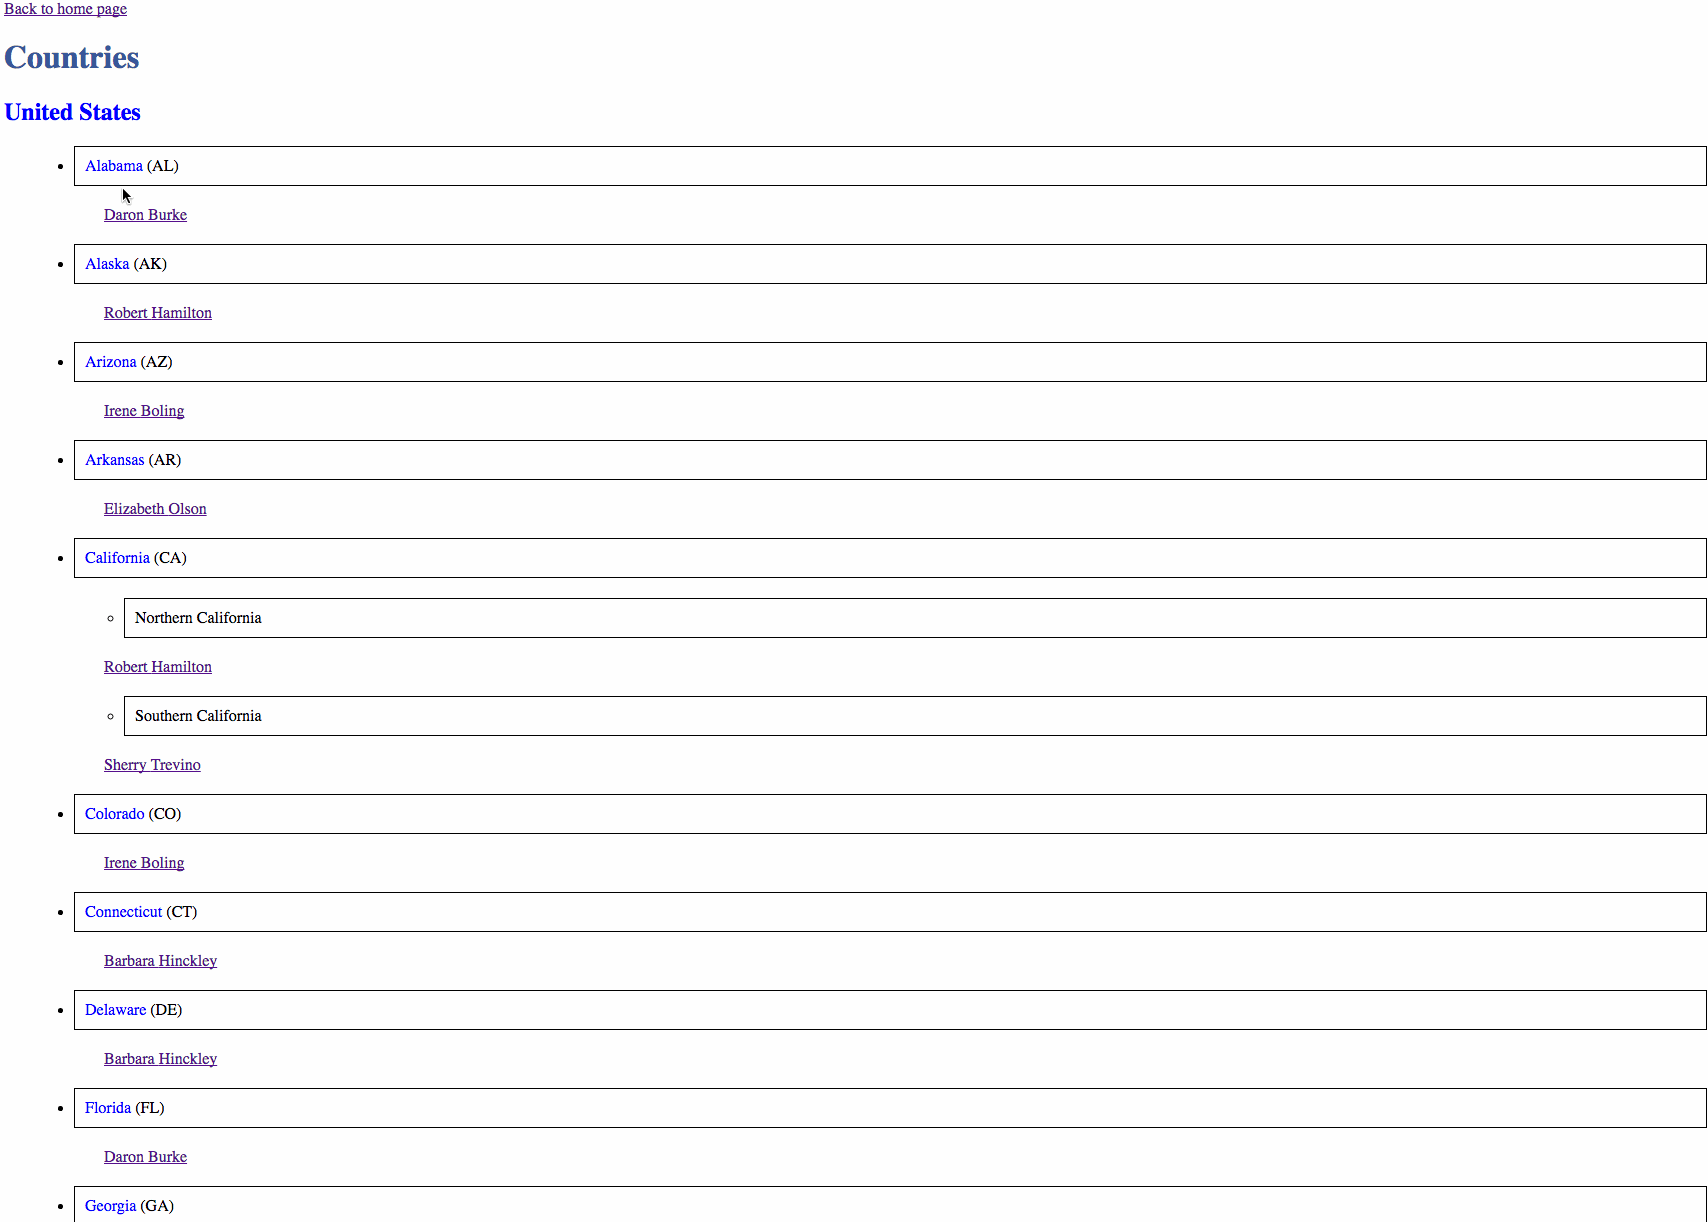 Back to home page
Countries
United States
Alabama (AL)
Daron Burke
Alaska (AK)
Robert Hamilton
Arizona (AZ)
Irene Boling
Arkansas (AR)
Elizabeth Olson
California (CA)
Northern California
Robert Hamilton
Southern California
Sherry Trevino
Colorado (CO)
Irene Boling
Connecticut (CT)
Barbara Hinckley
Delaware (DE)
Barbara Hinckley
Florida (FL)
Daron Burke
Georgia (GA)